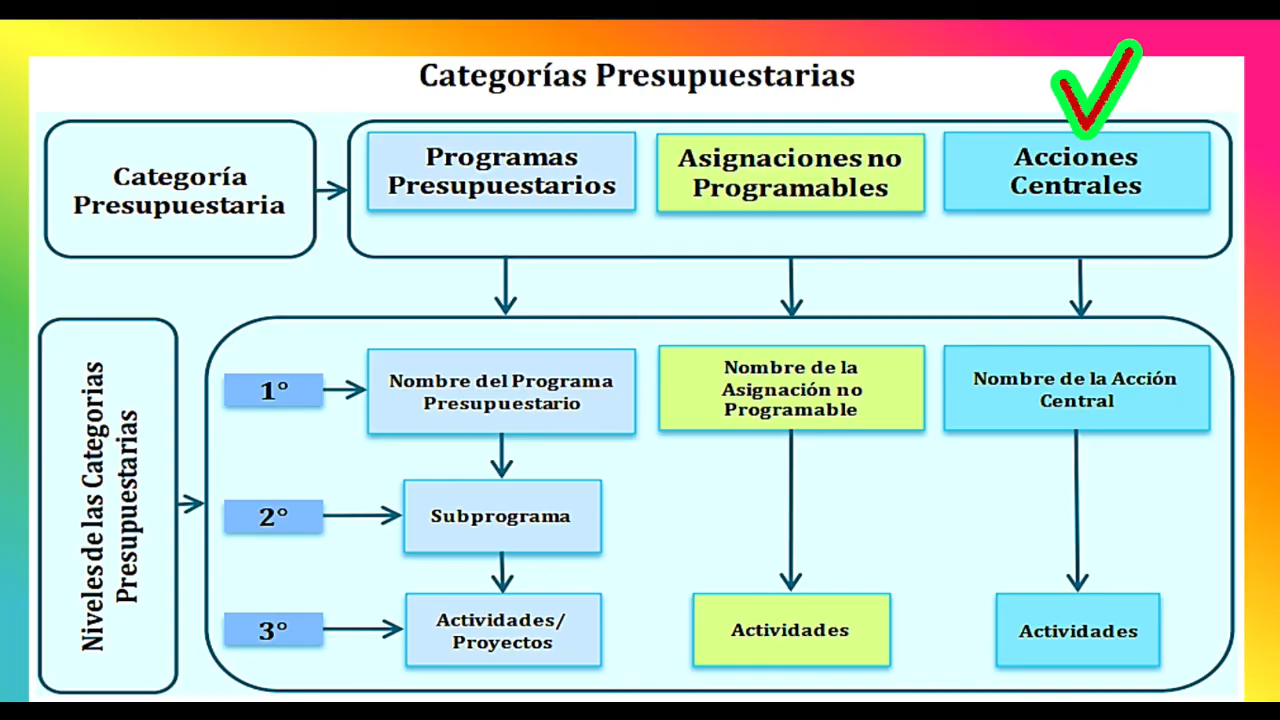 Categorías Presupuestarias
Categoría
Presupuestaria
Programas
Presupuestarios
Asignaciones no
Programables
Acciones
Centrales
Niveles de las Categorias
Presupuestarias
1°
Nombre del Programa
Presupuestario
Nombre de la
Asignación no
Programable
Nombre de la Acción
Central
2°
Subprograma
3°
Actividades/
Proyectos
Actividades
Actividades